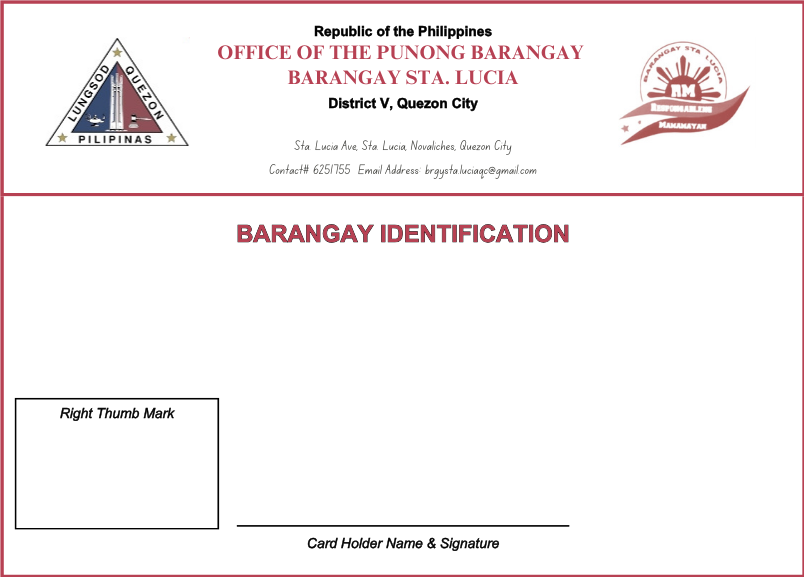 Republic of the Philippines
OFFICE OF THE PUNONG BARANGAY
BARANGAY STA. LUCIA
District V, Quezon City
Sta. Lucia Ave, Sta. Lucia, Novaliches, Quezon City
Contact# 6251755 Email Address: brgysta.luciaqc@gmail.com
LUNGSOD QUEZON
PILIPINAS
BARANGAY STA. LUCIA
RM
RESPONSABLENG
MAMAMAYAN
BARANGAY IDENTIFICATION
Right Thumb Mark
Card Holder Name & Signature